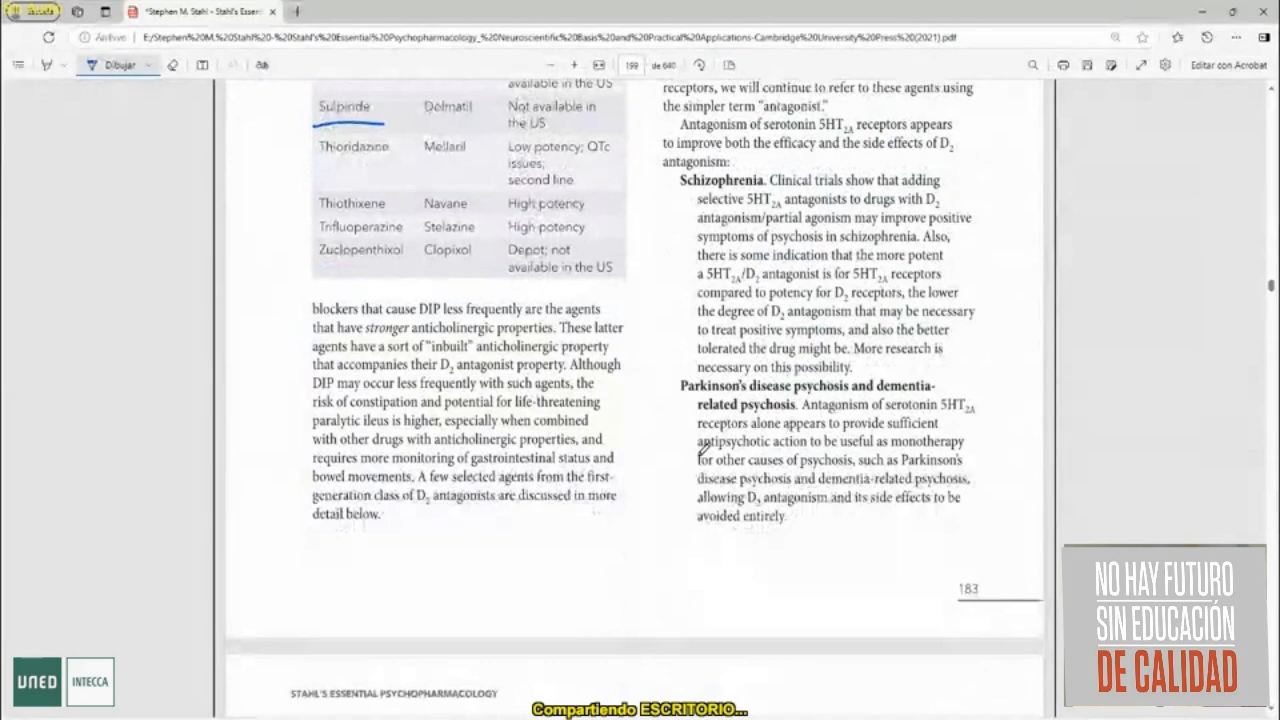 Escuela
*Stephen M. Stahl - Stahl's Essen
Archivo E:/Stephen%20M.%20Stahl%20-%20Stahl's%20Essential%20Psychopharmacology_%20Neuroscientific%20Basis%20and%20Practical%20Applications-Cambridge%20University%20Press%20(2021).pdf
Dibujar 199 de 640 Editar con Acrobat
available in the US
Sulpiride Dolmatil Not available in
the US
Thioridazine Mellaril Low potency; QTc
issues;
second line
Thiothixene Navane High potency
Trifluoperazine Stelazine High potency
Zuclopenthixol Clopixol Depot; not
available in the US
blockers that cause DIP less frequently are the agents
that have stronger anticholinergic properties. These latter
agents have a sort of "inbuilt" anticholinergic property
that accompanies their D2 antagonist property. Although
DIP may occur less frequently with such agents, the
risk of constipation and potential for life-threatening
paralytic ileus is higher, especially when combined
with other drugs with anticholinergic properties, and
requires more monitoring of gastrointestinal status and
bowel movements. A few selected agents from the first-
generation class of D2 antagonists are discussed in more
detail below.
receptors, we will continue to refer to these agents using
the simpler term "antagonist."
Antagonism of serotonin 5HT2A receptors appears
to improve both the efficacy and the side effects of D2
antagonism:
Schizophrenia. Clinical trials show that adding
selective 5HT2A antagonists to drugs with D2
antagonism/partial agonism may improve positive
symptoms of psychosis in schizophrenia. Also,
there is some indication that the more potent
a 5HT2A/D2 antagonist is for 5HT2A receptors
compared to potency for D2 receptors, the lower
the degree of D2 antagonism that may be necessary
to treat positive symptoms, and also the better
tolerated the drug might be. More research is
necessary on this possibility.
Parkinson's disease psychosis and dementia-
related psychosis. Antagonism of serotonin 5HT2A
receptors alone appears to provide sufficient
antipsychotic action to be useful as monotherapy
for other causes of psychosis, such as Parkinson's
disease psychosis and dementia-related psychosis,
allowing D2 antagonism and its side effects to be
avoided entirely.
183
STAHL'S ESSENTIAL PSYCHOPHARMACOLOGY
NO HAY FUTURO
SIN EDUCACIÓN
DE CALIDAD
UNED INTECCA
Compartiendo ESCRITORIO...